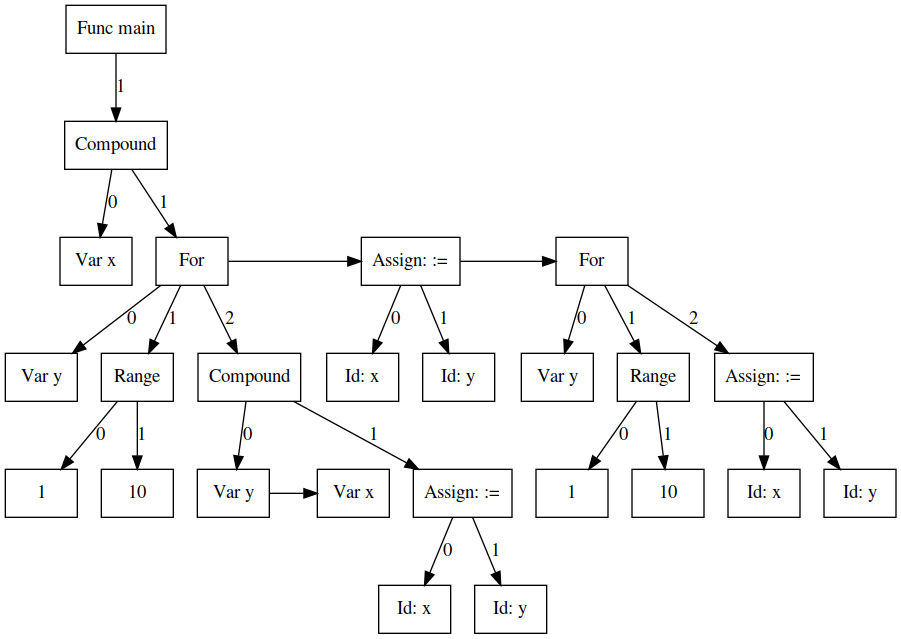 Func main
1
Compound
0
1
Var x
For
Assign: :=
For
0
1
2
0
1
0
1
2
Var y
Range
Compound
Id: x
Id: y
Var y
Range
Assign: :=
0
1
0
1
0
1
0
1
1
10
Var y
Var x
Assign: :=
1
10
Id: x
Id: y
0
1
Id: x
Id: y